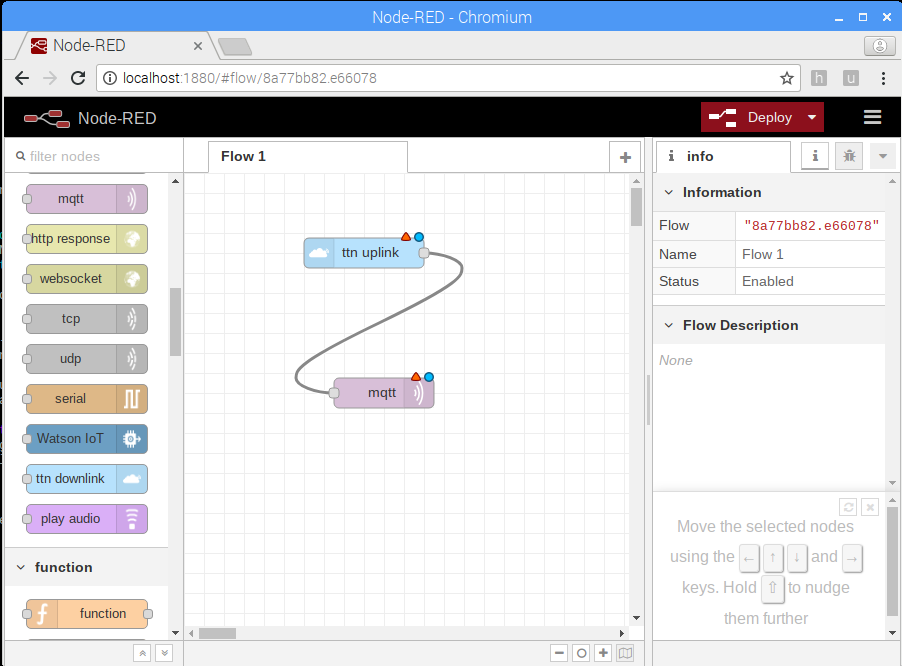 Node-RED - Chromium
Node-RED
localhost:1880/#flow/8a77bb82.e66078
h
u
Node-RED
Deploy
filter nodes
Flow 1
info
mqtt
http response
websocket
tcp
udp
serial
Watson IoT
ttn downlink
play audio
function
function
ttn uplink
mqtt
Information
Flow "8a77bb82.e66078"
Name Flow 1
Status Enabled
Flow Description
None
Move the selected nodes
using the ← ↑ ↓ and →
keys. Hold ⇧ to nudge
them further